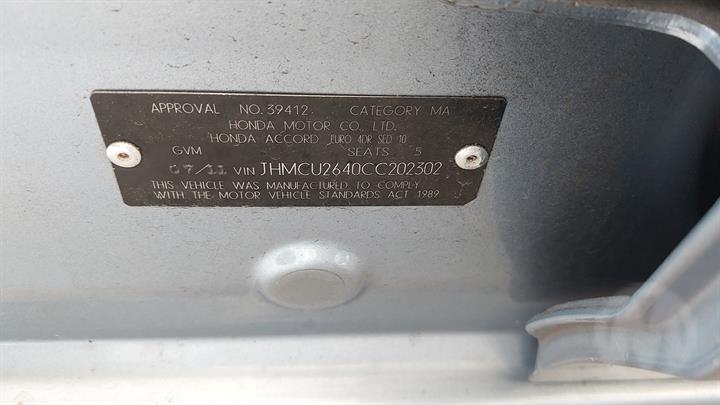 APPROVAL NO. 39412 CATEGORY MA
HONDA MOTOR CO., LTD.
HONDA ACCORD EURO 4DR SED 10
GVM SEATS 5
07/11 VIN JHMCU2640CC202302
THIS VEHICLE WAS MANUFACTURED TO COMPLY
WITH THE MOTOR VEHICLE STANDARDS ACT 1989